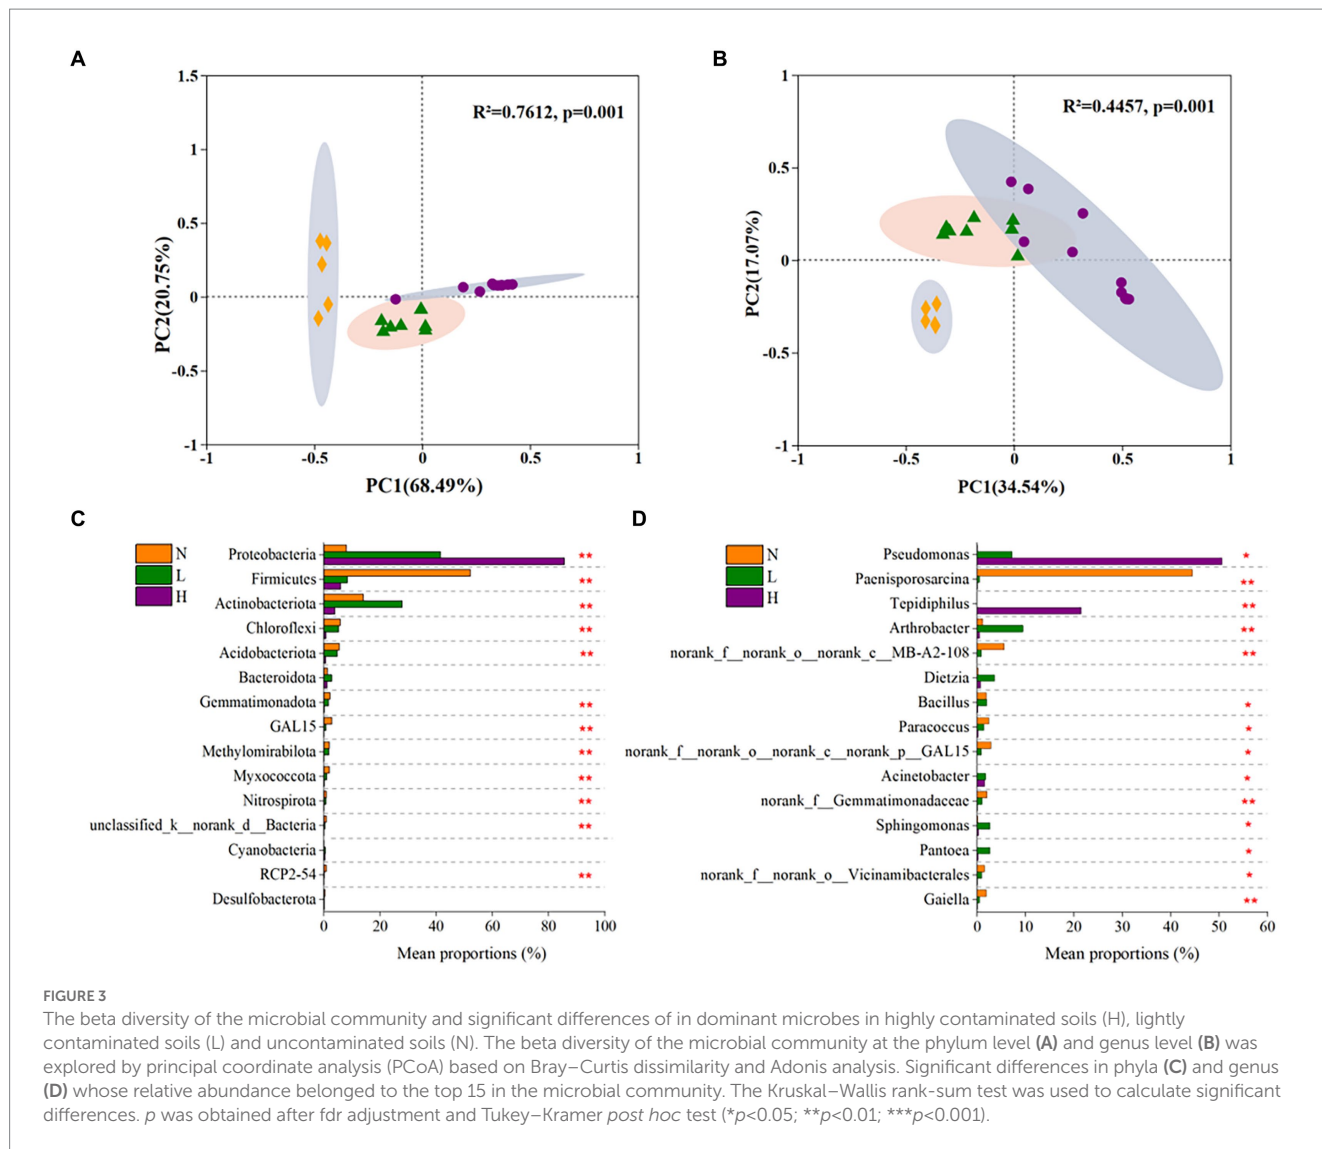 A
B
1.5
1
0.5
0
-0.5
-1
-1
-0.5
0
0.5
1
R²=0.7612, p=0.001
PC2(20.75%)
PC1(68.49%)
1
0.5
0
-0.5
-1
-1
-0.5
0
0.5
1
R²=0.4457, p=0.001
PC2(17.07%)
PC1(34.54%)
C
N
L
H
Proteobacteria **
Firmicutes **
Actinobacteriota **
Chloroflexi **
Acidobacteriota **
Bacteroidota
Gemmatimonadota **
GAL15 **
Methylomirabilota **
Myxococcota **
Nitrospirota **
unclassified_k__norank_d__Bacteria **
Cyanobacteria
RCP2-54 **
Desulfobacterota
0 20 40 60 80 100
Mean proportions (%)
D
N
L
H
Pseudomonas *
Paenisporosarcina **
Tepidiphilus **
Arthrobacter **
norank_f__norank_o__norank_c__MB-A2-108 **
Dietzia
Bacillus *
Paracoccus *
norank_f__norank_o__norank_c__norank_p__GAL15 *
Acinetobacter *
norank_f__Gemmatimonadaceae **
Sphingomonas *
Pantoea *
norank_f__norank_o__Vicinamibacterales *
Gaiella **
0 10 20 30 40 50 60
Mean proportions (%)
FIGURE 3
The beta diversity of the microbial community and significant differences of in dominant microbes in highly contaminated soils (H), lightly
contaminated soils (L) and uncontaminated soils (N). The beta diversity of the microbial community at the phylum level (A) and genus level (B) was
explored by principal coordinate analysis (PCoA) based on Bray–Curtis dissimilarity and Adonis analysis. Significant differences in phyla (C) and genus
(D) whose relative abundance belonged to the top 15 in the microbial community. The Kruskal–Wallis rank-sum test was used to calculate significant
differences. p was obtained after fdr adjustment and Tukey–Kramer post hoc test (*p<0.05; **p<0.01; ***p<0.001).